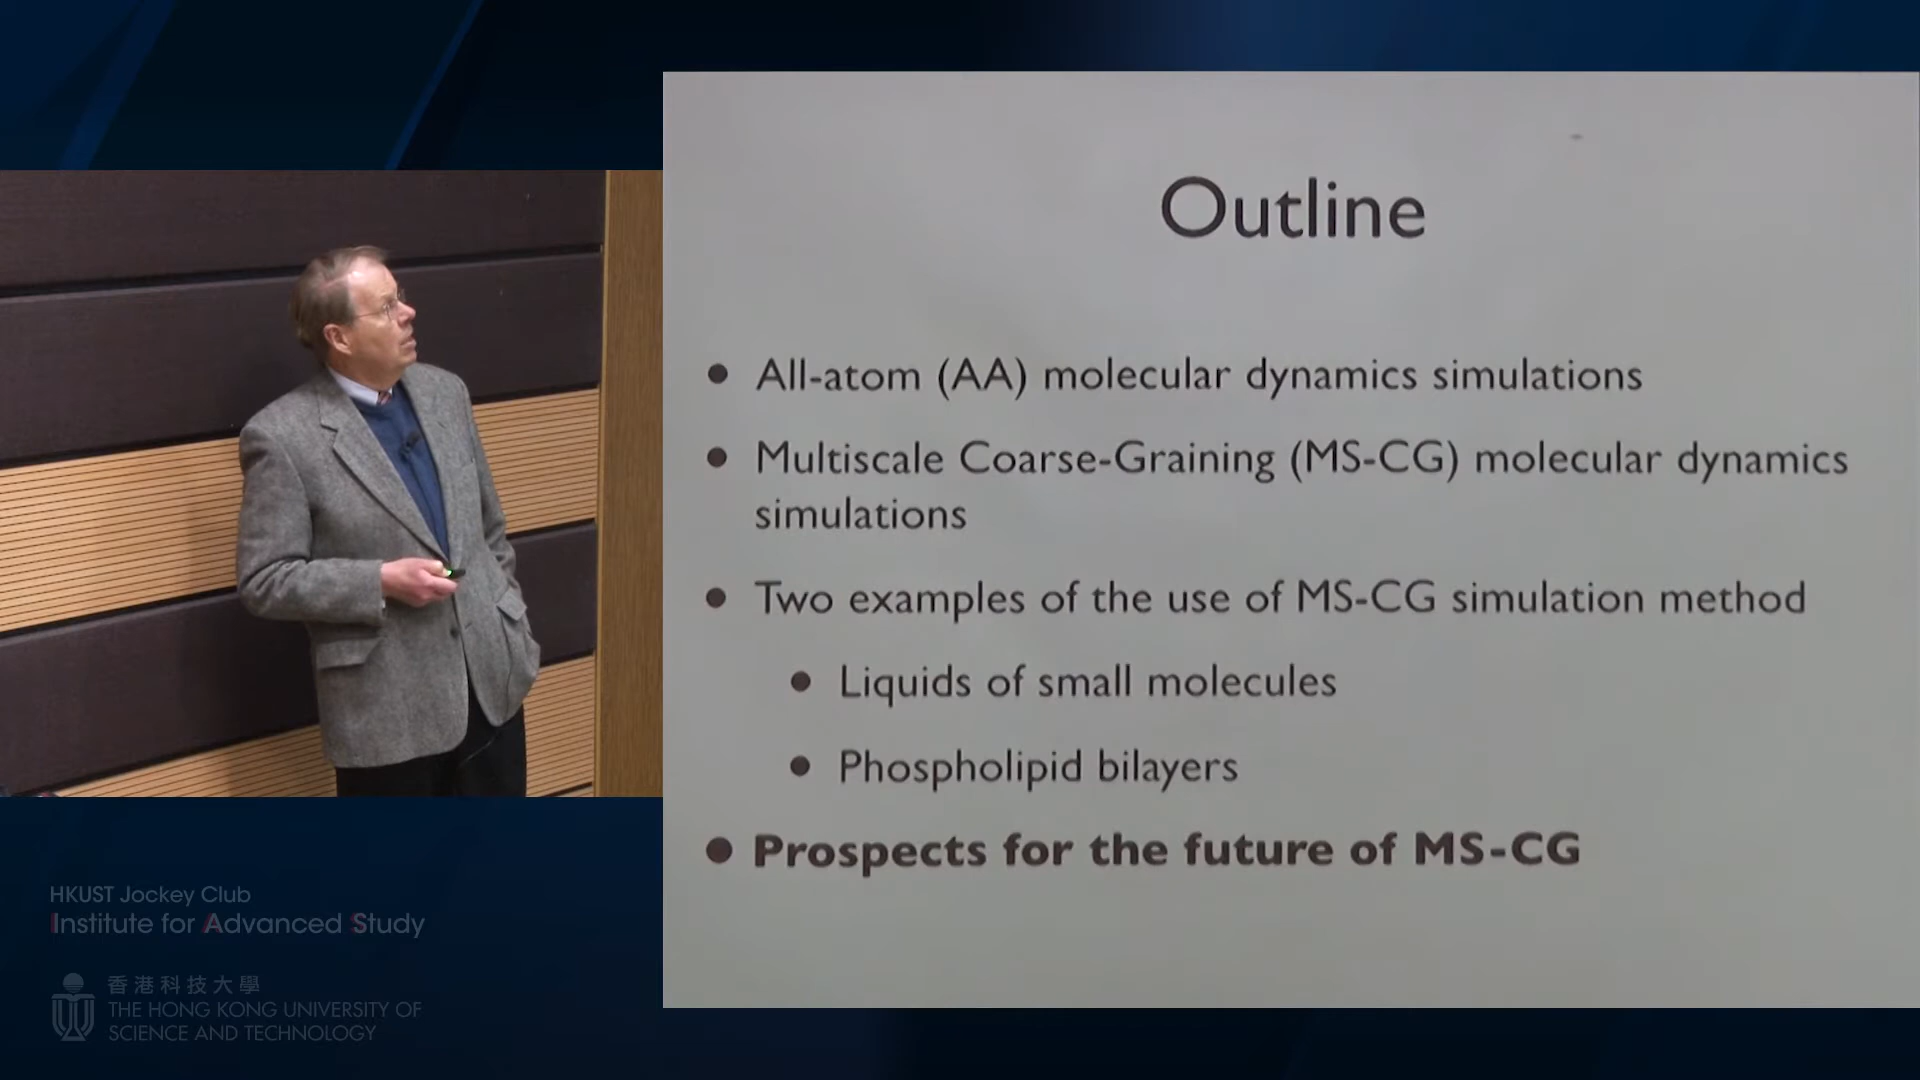 Outline
All-atom (AA) molecular dynamics simulations
Multiscale Coarse-Graining (MS-CG) molecular dynamics
simulations
Two examples of the use of MS-CG simulation method
Liquids of small molecules
Phospholipid bilayers
Prospects for the future of MS-CG
HKUST Jockey Club
Institute for Advanced Study
香港科技大學
THE HONG KONG UNIVERSITY OF
SCIENCE AND TECHNOLOGY